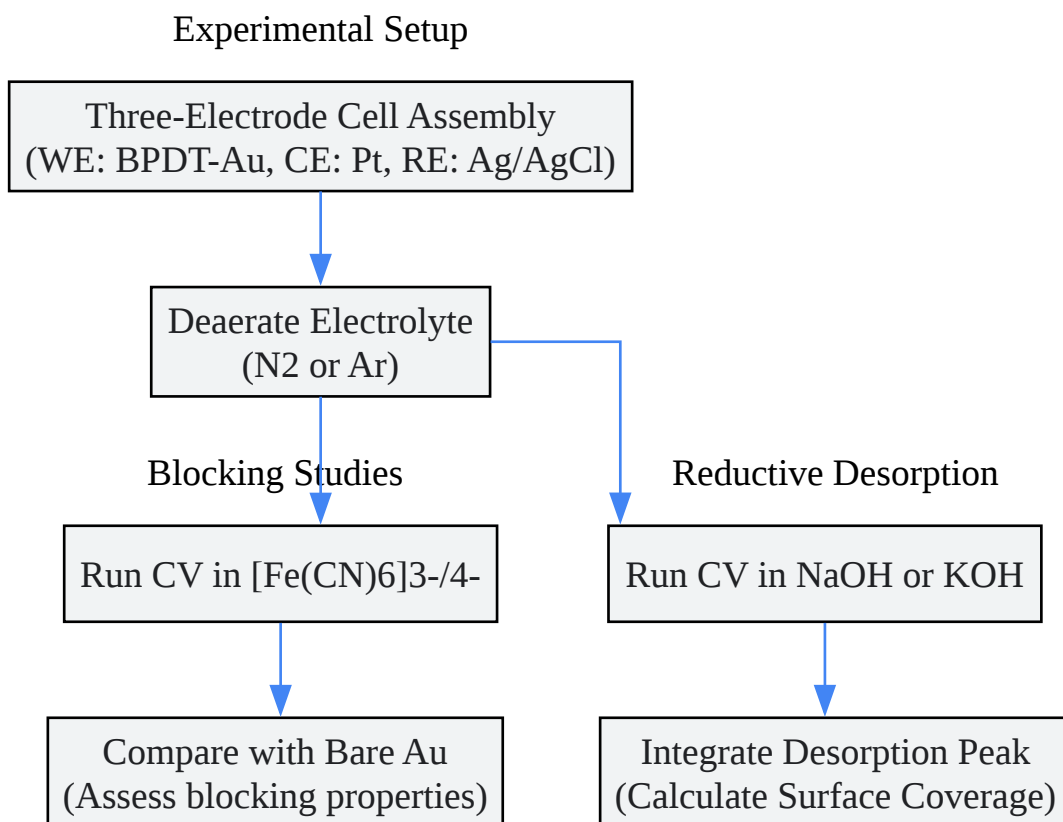 Experimental Setup
Three-Electrode Cell Assembly
(WE: BPDT-Au, CE: Pt, RE: Ag/AgCl)
Deaerate Electrolyte
(N2 or Ar)
Blocking Studies
Reductive Desorption
Run CV in [Fe(CN)6]3-/4-
Run CV in NaOH or KOH
Compare with Bare Au
(Assess blocking properties)
Integrate Desorption Peak
(Calculate Surface Coverage)